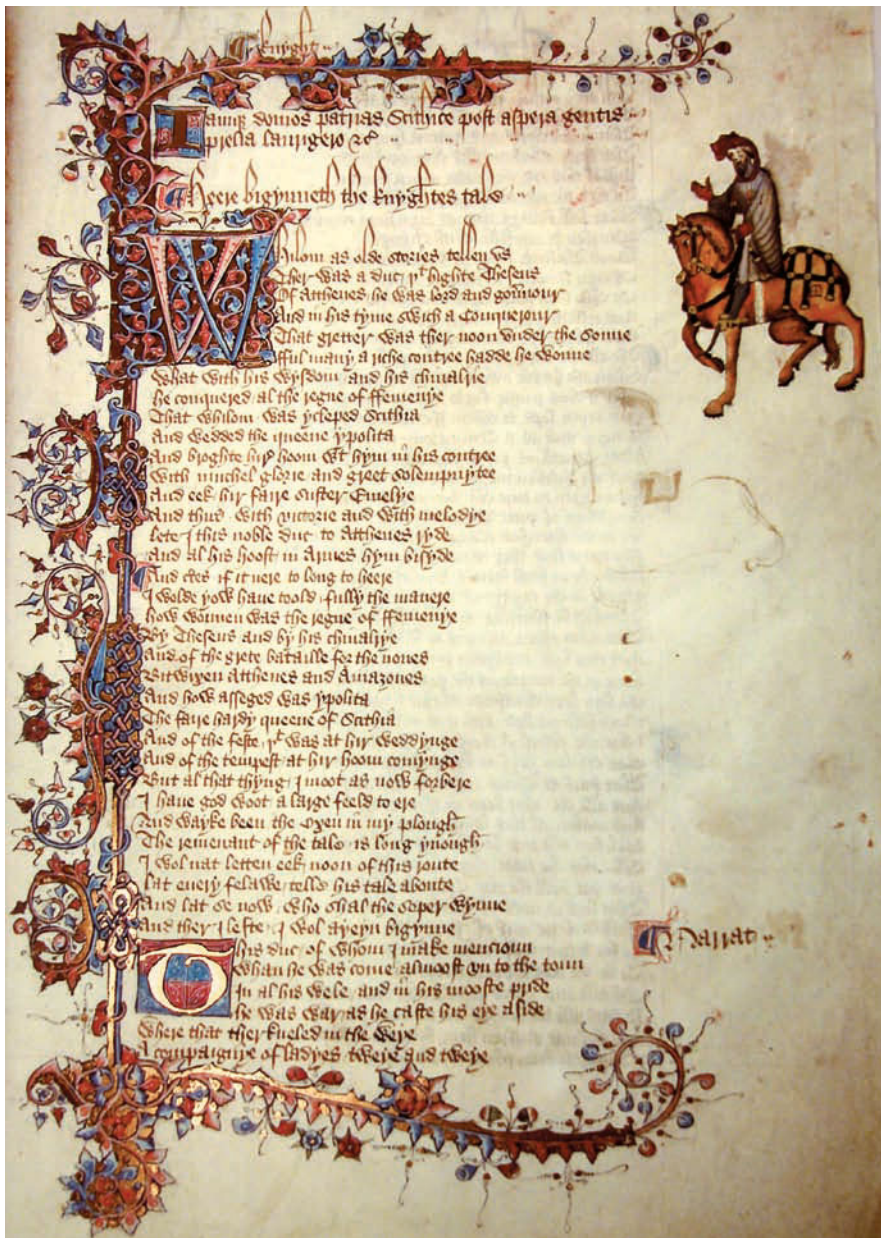 Knyght
Iamq; domos patrias Scithice post aspera gentis
prelia laurigero &c̃
Heere bigynneth the knyghtes tale
Whilom as olde stories tellen vs
Ther was a duc, þt highte Theseus
Of Atthenes he was lord and gounour
And in his tyme swich a Conquerour
That gretter was ther noon vnder the sonne
fful many a riche contree hadde he wonne
What with his wysdom and his chiualrie
he conquered al the regne of ffemenye
That whilom was ycleped Scithia
And wedded the queene ypolita
And broghte hir hoom wt hym in his contree
With muchel glorie and greet solempnytee
And eek hir faire suster Emelye
And thus with victorie and with melodye
lete I this noble duc to Atthenes ryde
And al his hoost in Armes hym bisyde
And ctes if it nere to long to heere
I wolde yow haue toold fully the manere
how wonnen was the regne of ffemenye
By Theseus and by his chiualrye
And of the grete bataille for the nones
Bitwixen Atthenes and Amazones
And how asseged was ypolita
The faire hardy queene of Scithia
And of the feste, þt was at hir weddynge
And of the tempest at hir hoom comynge
But al that thyng I moot as now forbere
I haue god woot a large feeld to ere
And wayke been the Oxen in my plough
The remenant of the tale is long ynough
I wol nat letten eek noon of this route
lat euery felawe telle his tale aboute
And lat se now who shal the soper wynne
And ther I lefte I wol ayeyn bigynne
Narrat
This duc of whom I make mencioun
Whan he was come almoost vn to the toun
In al his wele and in his mooste pride
he was war as he caste his eye aside
Where that ther kneled in the weye
A compaignie of ladyes tweye and tweye